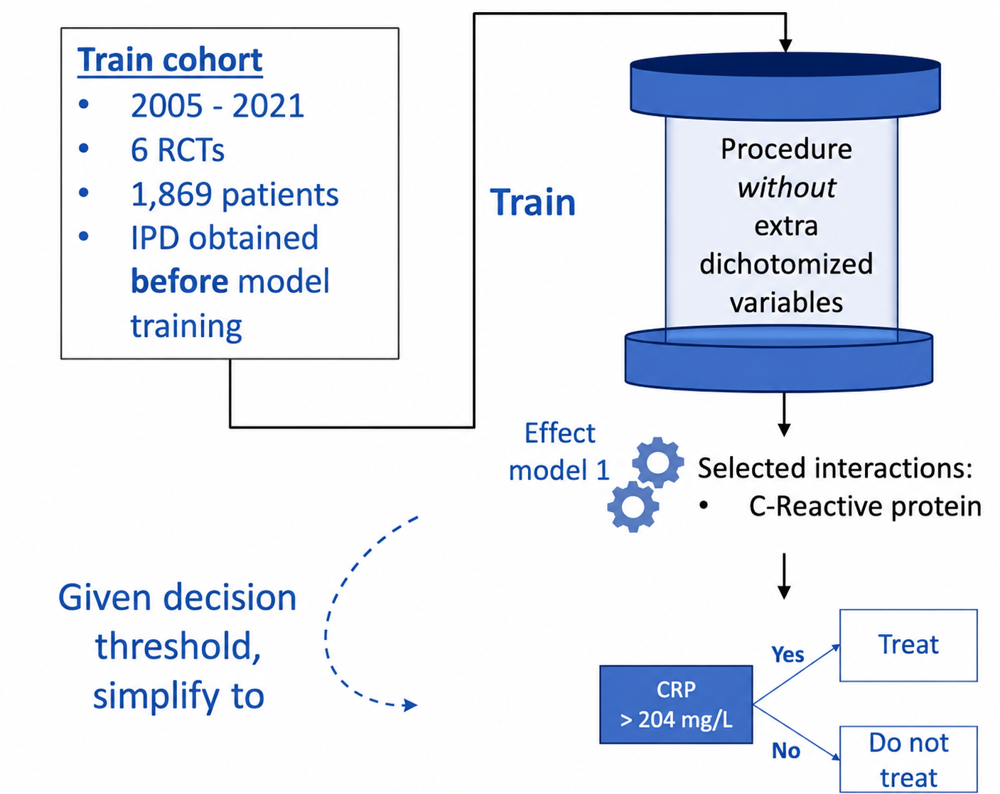 Train cohort
• 2005 - 2021
• 6 RCTs
• 1,869 patients
• IPD obtained
before model
training
Train
Procedure
without
extra
dichotomized
variables
Effect
model 1
Selected interactions:
• C-Reactive protein
Given decision
threshold,
simplify to
CRP
> 204 mg/L
Yes
Treat
No
Do not
treat